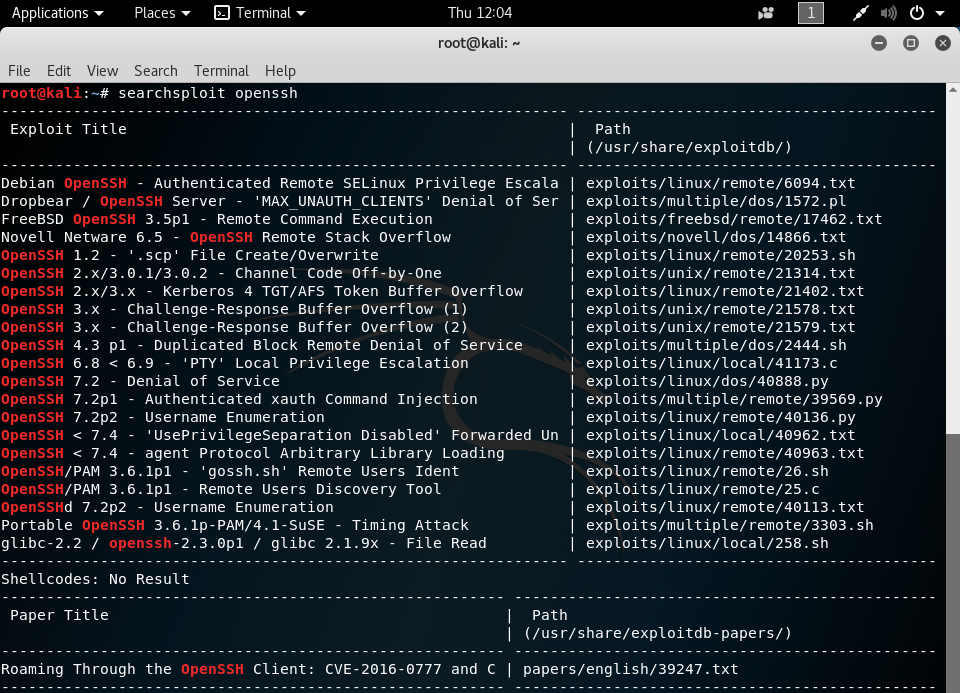 Applications Places Terminal Thu 12:04 1
root@kali: ~
File Edit View Search Terminal Help
root@kali:~# searchsploit openssh
--------------------------------------------------------------- ----------------------------------------
Exploit Title | Path
| (/usr/share/exploitdb/)
--------------------------------------------------------------- ----------------------------------------
Debian OpenSSH - Authenticated Remote SELinux Privilege Escala | exploits/linux/remote/6094.txt
Dropbear / OpenSSH Server - 'MAX_UNAUTH_CLIENTS' Denial of Ser | exploits/multiple/dos/1572.pl
FreeBSD OpenSSH 3.5p1 - Remote Command Execution | exploits/freebsd/remote/17462.txt
Novell Netware 6.5 - OpenSSH Remote Stack Overflow | exploits/novell/dos/14866.txt
OpenSSH 1.2 - '.scp' File Create/Overwrite | exploits/linux/remote/20253.sh
OpenSSH 2.x/3.0.1/3.0.2 - Channel Code Off-by-One | exploits/unix/remote/21314.txt
OpenSSH 2.x/3.x - Kerberos 4 TGT/AFS Token Buffer Overflow | exploits/linux/remote/21402.txt
OpenSSH 3.x - Challenge-Response Buffer Overflow (1) | exploits/unix/remote/21578.txt
OpenSSH 3.x - Challenge-Response Buffer Overflow (2) | exploits/unix/remote/21579.txt
OpenSSH 4.3 p1 - Duplicated Block Remote Denial of Service | exploits/multiple/dos/2444.sh
OpenSSH 6.8 < 6.9 - 'PTY' Local Privilege Escalation | exploits/linux/local/41173.c
OpenSSH 7.2 - Denial of Service | exploits/linux/dos/40888.py
OpenSSH 7.2p1 - Authenticated xauth Command Injection | exploits/multiple/remote/39569.py
OpenSSH 7.2p2 - Username Enumeration | exploits/linux/remote/40136.py
OpenSSH < 7.4 - 'UsePrivilegeSeparation Disabled' Forwarded Un | exploits/linux/local/40962.txt
OpenSSH < 7.4 - agent Protocol Arbitrary Library Loading | exploits/linux/remote/40963.txt
OpenSSH/PAM 3.6.1p1 - 'gossh.sh' Remote Users Ident | exploits/linux/remote/26.sh
OpenSSH/PAM 3.6.1p1 - Remote Users Discovery Tool | exploits/linux/remote/25.c
OpenSSHd 7.2p2 - Username Enumeration | exploits/linux/remote/40113.txt
Portable OpenSSH 3.6.1p-PAM/4.1-SuSE - Timing Attack | exploits/multiple/remote/3303.sh
glibc-2.2 / openssh-2.3.0p1 / glibc 2.1.9x - File Read | exploits/linux/local/258.sh
--------------------------------------------------------------- ----------------------------------------
Shellcodes: No Result
-------------------------------------------------------- -----------------------------------------------
Paper Title | Path
| (/usr/share/exploitdb-papers/)
-------------------------------------------------------- -----------------------------------------------
Roaming Through the OpenSSH Client: CVE-2016-0777 and C | papers/english/39247.txt
-------------------------------------------------------- -----------------------------------------------